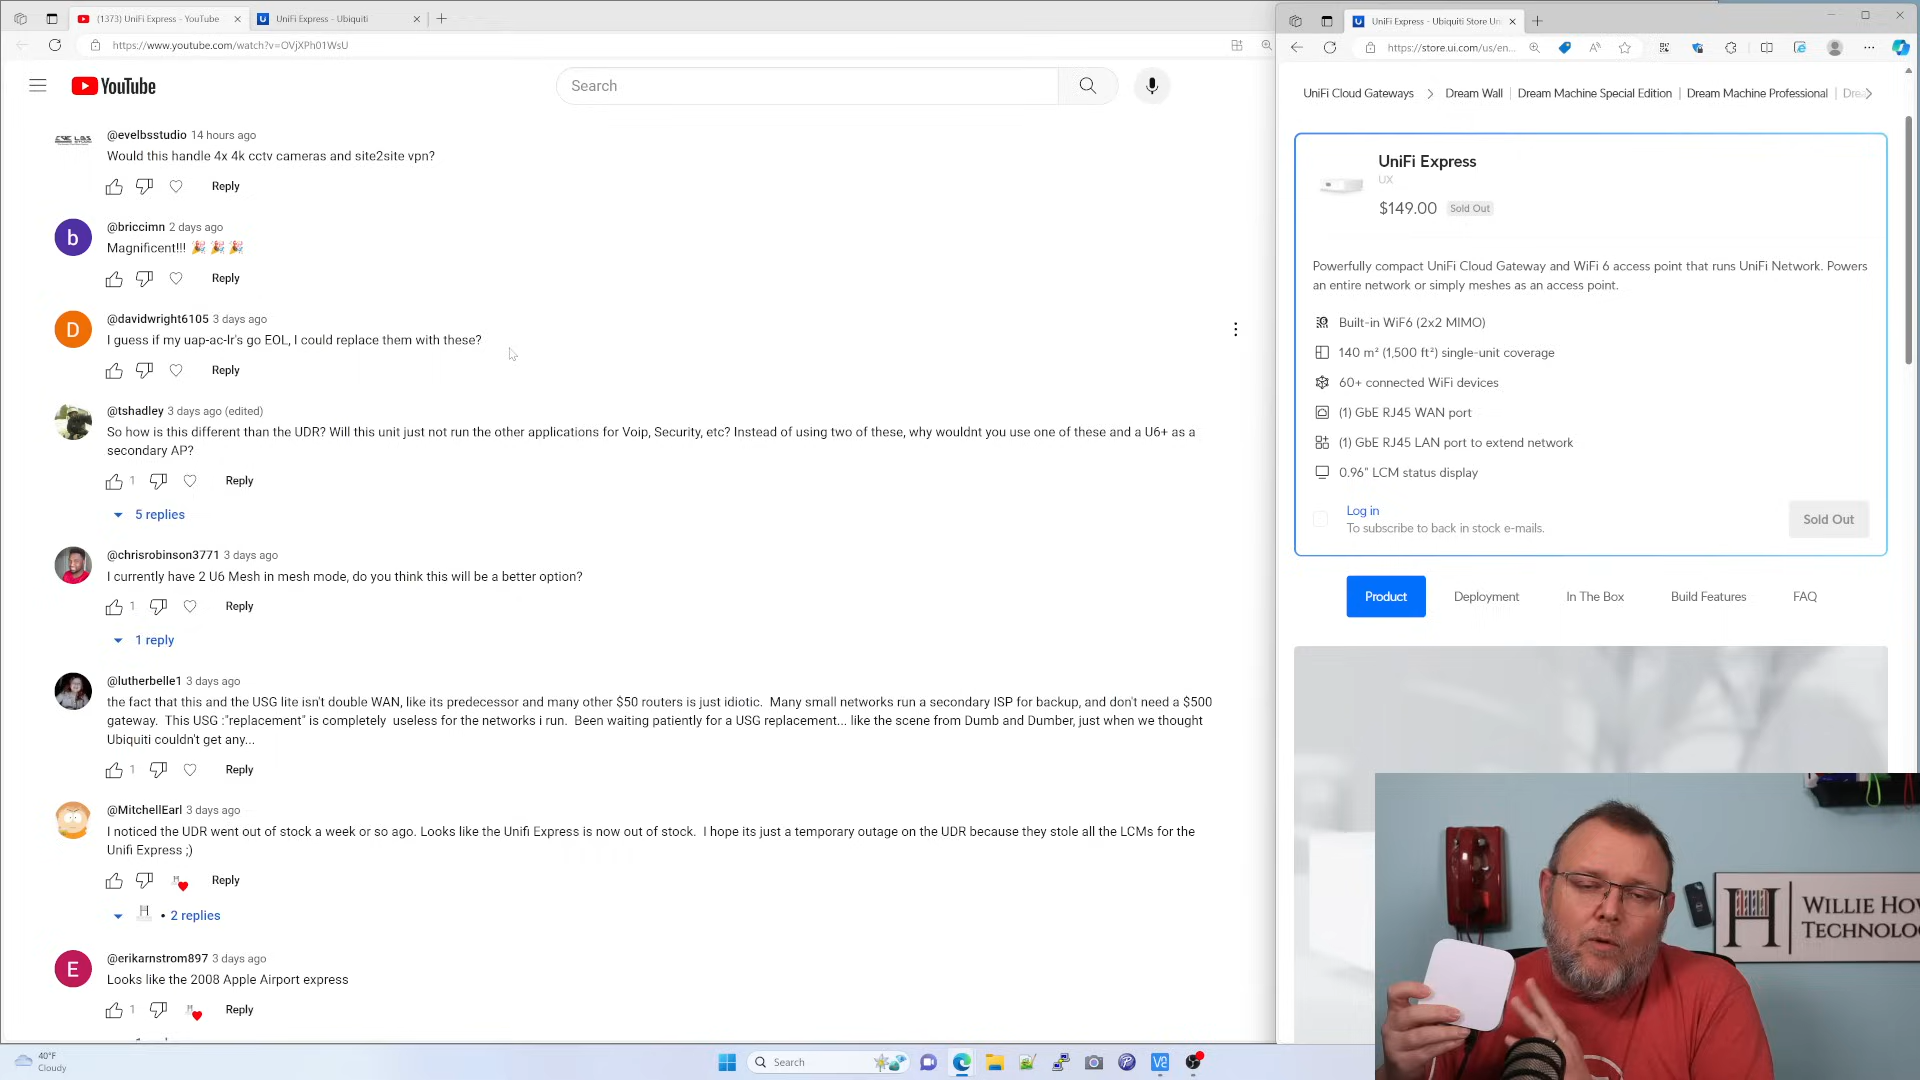 (1373) UniFi Express - YouTube
UniFi Express - Ubiquiti
https://www.youtube.com/watch?v=OVjXPh01WsU
YouTube
Search
@evelbsstudio 14 hours ago
Would this handle 4x 4k cctv cameras and site2site vpn?
Reply
b
@briccimn 2 days ago
Magnificent!!! 🎉 🎉 🎉
Reply
D
@davidwright6105 3 days ago
I guess if my uap-ac-lr's go EOL, I could replace them with these?
Reply
@tshadley 3 days ago (edited)
So how is this different than the UDR? Will this unit just not run the other applications for Voip, Security, etc? Instead of using two of these, why wouldnt you use one of these and a U6+ as a
secondary AP?
1 Reply
5 replies
@chrisrobinson3771 3 days ago
I currently have 2 U6 Mesh in mesh mode, do you think this will be a better option?
1 Reply
1 reply
@lutherbelle1 3 days ago
the fact that this and the USG lite isn't double WAN, like its predecessor and many other $50 routers is just idiotic. Many small networks run a secondary ISP for backup, and don't need a $500
gateway. This USG :"replacement" is completely useless for the networks i run. Been waiting patiently for a USG replacement... like the scene from Dumb and Dumber, just when we thought
Ubiquiti couldn't get any...
1 Reply
@MitchellEarl 3 days ago
I noticed the UDR went out of stock a week or so ago. Looks like the Unifi Express is now out of stock. I hope its just a temporary outage on the UDR because they stole all the LCMs for the
Unifi Express ;)
Reply
• 2 replies
E
@erikarnstrom897 3 days ago
Looks like the 2008 Apple Airport express
1 Reply
UniFi Express - Ubiquiti Store Un
https://store.ui.com/us/en...
UniFi Cloud Gateways > Dream Wall | Dream Machine Special Edition | Dream Machine Professional | Drea
UniFi Express
UX
$149.00 Sold Out
Powerfully compact UniFi Cloud Gateway and WiFi 6 access point that runs UniFi Network. Powers
an entire network or simply meshes as an access point.
Built-in WiF6 (2x2 MIMO)
140 m² (1,500 ft²) single-unit coverage
60+ connected WiFi devices
(1) GbE RJ45 WAN port
(1) GbE RJ45 LAN port to extend network
0.96" LCM status display
Log in
To subscribe to back in stock e-mails.
Sold Out
Product Deployment In The Box Build Features FAQ
H
WILLIE HOW
TECHNOLO
40°F
Cloudy
Search